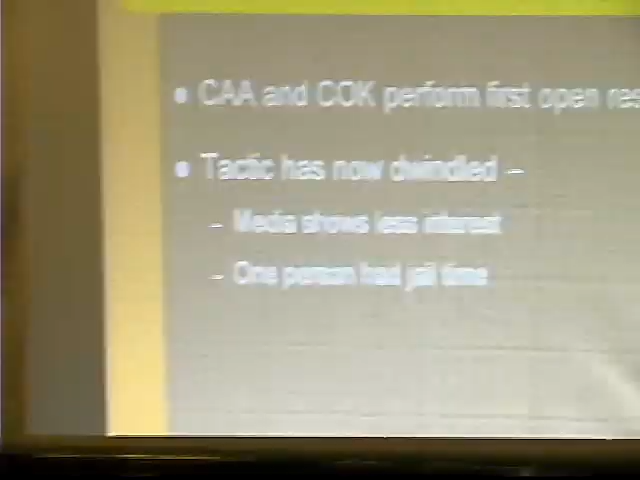 • CAA and COK perform first open res
• Tactic has now dwindled –
– Media shows less interest
– One person had jail time